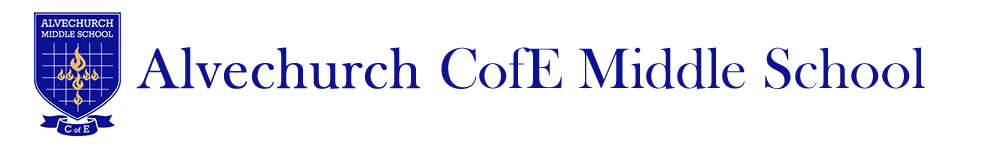 ALVECHURCH
MIDDLE SCHOOL
C of E
Alvechurch CofE Middle School